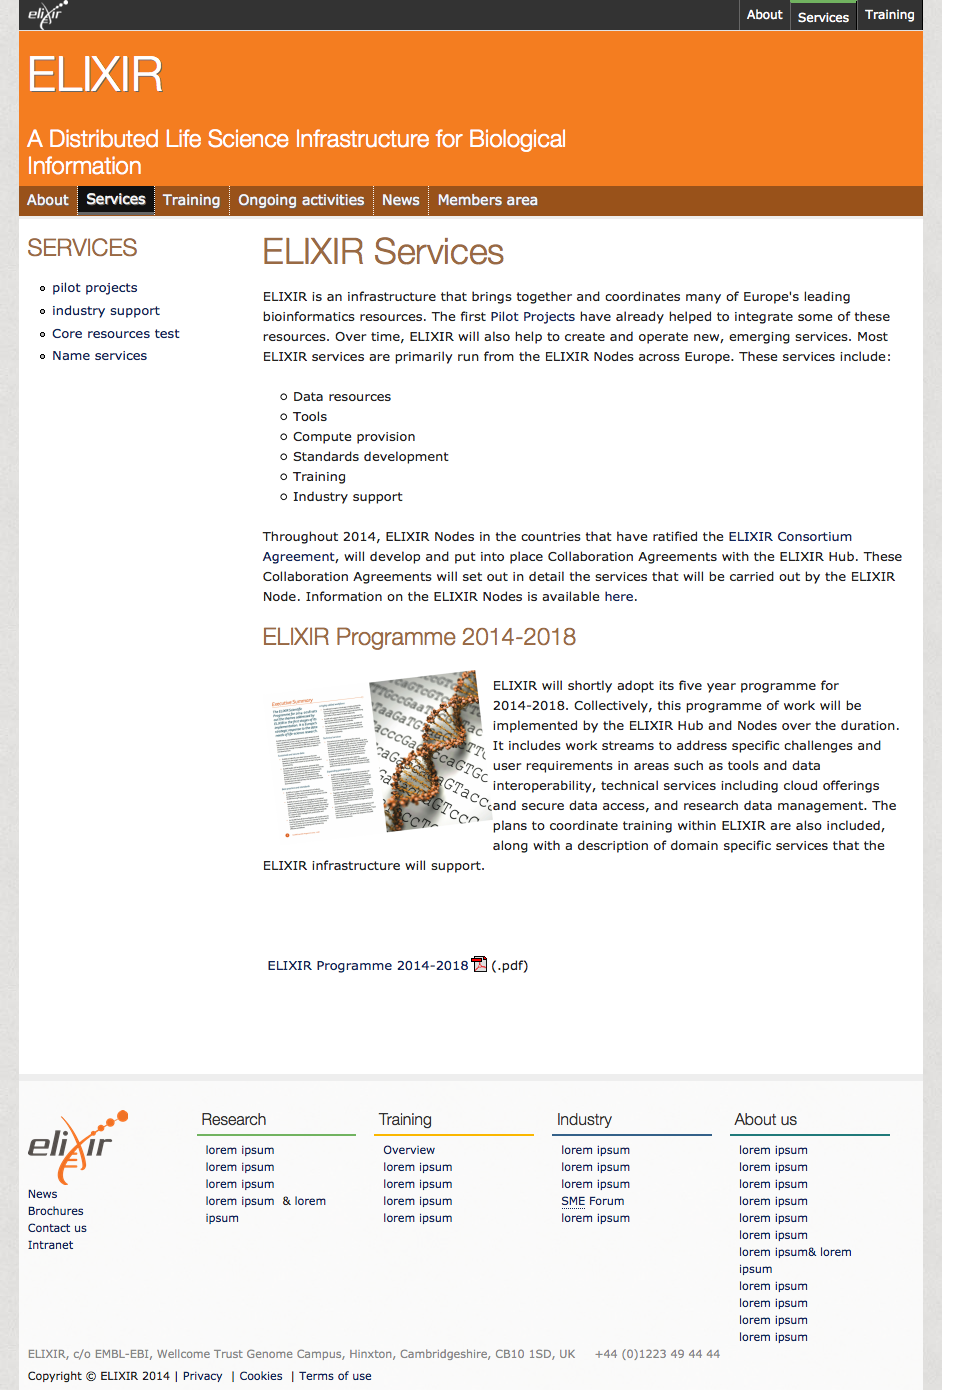 elixir
About Services Training
ELIXIR
A Distributed Life Science Infrastructure for Biological
Information
About Services Training Ongoing activities News Members area
SERVICES
pilot projects
industry support
Core resources test
Name services
ELIXIR Services
ELIXIR is an infrastructure that brings together and coordinates many of Europe's leading
bioinformatics resources. The first Pilot Projects have already helped to integrate some of these
resources. Over time, ELIXIR will also help to create and operate new, emerging services. Most
ELIXIR services are primarily run from the ELIXIR Nodes across Europe. These services include:
Data resources
Tools
Compute provision
Standards development
Training
Industry support
Throughout 2014, ELIXIR Nodes in the countries that have ratified the ELIXIR Consortium
Agreement, will develop and put into place Collaboration Agreements with the ELIXIR Hub. These
Collaboration Agreements will set out in detail the services that will be carried out by the ELIXIR
Node. Information on the ELIXIR Nodes is available here.
ELIXIR Programme 2014-2018
Executive Summary
ELIXIR will shortly adopt its five year programme for
2014-2018. Collectively, this programme of work will be
implemented by the ELIXIR Hub and Nodes over the duration.
It includes work streams to address specific challenges and
user requirements in areas such as tools and data
interoperability, technical services including cloud offerings
and secure data access, and research data management. The
plans to coordinate training within ELIXIR are also included,
along with a description of domain specific services that the
ELIXIR infrastructure will support.
ELIXIR Programme 2014-2018 (.pdf)
elixir
News
Brochures
Contact us
Intranet
Research
lorem ipsum
lorem ipsum
lorem ipsum
lorem ipsum & lorem
ipsum
Training
Overview
lorem ipsum
lorem ipsum
lorem ipsum
lorem ipsum
Industry
lorem ipsum
lorem ipsum
lorem ipsum
SME Forum
lorem ipsum
About us
lorem ipsum
lorem ipsum
lorem ipsum
lorem ipsum
lorem ipsum
lorem ipsum
lorem ipsum& lorem
ipsum
lorem ipsum
lorem ipsum
lorem ipsum
lorem ipsum
ELIXIR, c/o EMBL-EBI, Wellcome Trust Genome Campus, Hinxton, Cambridgeshire, CB10 1SD, UK +44 (0)1223 49 44 44
Copyright © ELIXIR 2014 | Privacy | Cookies | Terms of use